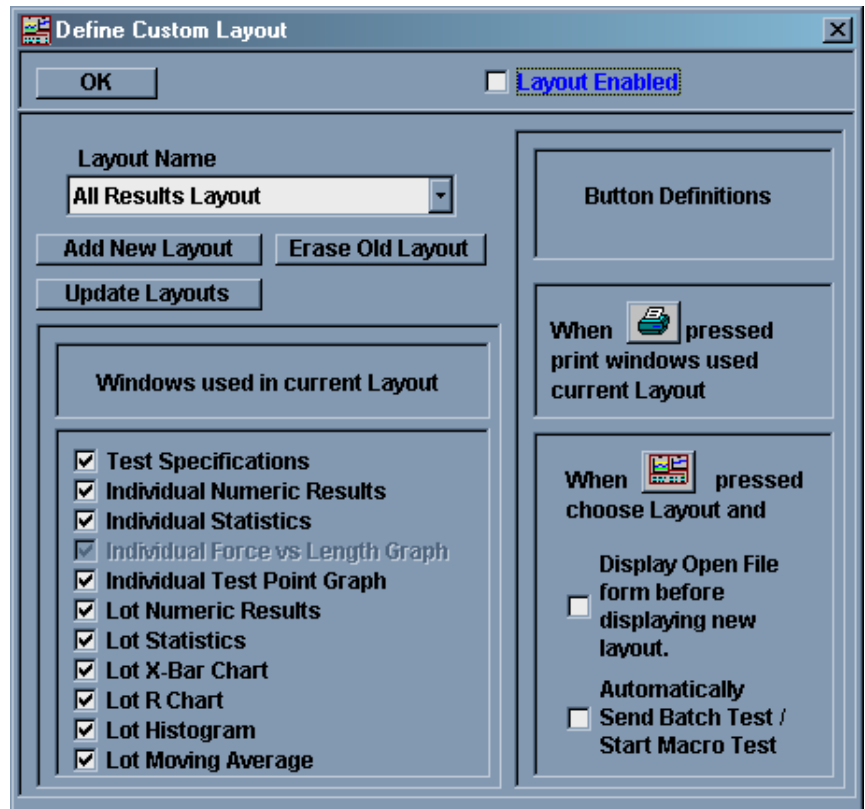 Define Custom Layout
OK
Layout Enabled
Layout Name
All Results Layout
Add New Layout
Erase Old Layout
Update Layouts
Windows used in current Layout
Test Specifications
Individual Numeric Results
Individual Statistics
Individual Force vs Length Graph
Individual Test Point Graph
Lot Numeric Results
Lot Statistics
Lot X-Bar Chart
Lot R Chart
Lot Histogram
Lot Moving Average
Button Definitions
When pressed
print windows used
current Layout
When pressed
choose Layout and
Display Open File
form before
displaying new
layout.
Automatically
Send Batch Test /
Start Macro Test